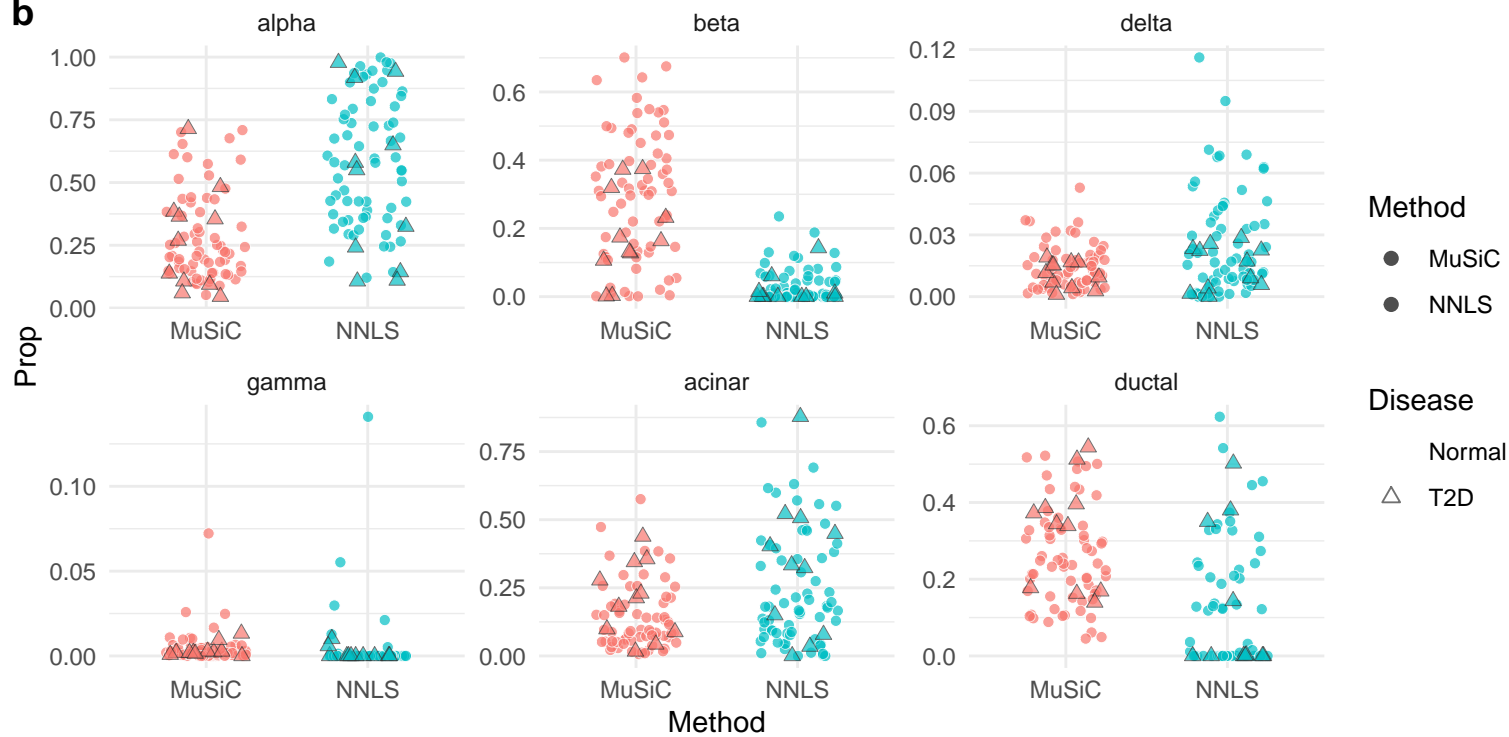 b
alpha
beta
delta
1.00
0.75
0.50
0.25
0.00
0.6
0.4
0.2
0.0
0.12
0.09
0.06
0.03
0.00
MuSiC NNLS
MuSiC NNLS
MuSiC NNLS
Prop
gamma
acinar
ductal
0.10
0.05
0.00
0.75
0.50
0.25
0.00
0.6
0.4
0.2
0.0
MuSiC NNLS
MuSiC NNLS
MuSiC NNLS
Method
Method
MuSiC
NNLS
Disease
Normal
T2D